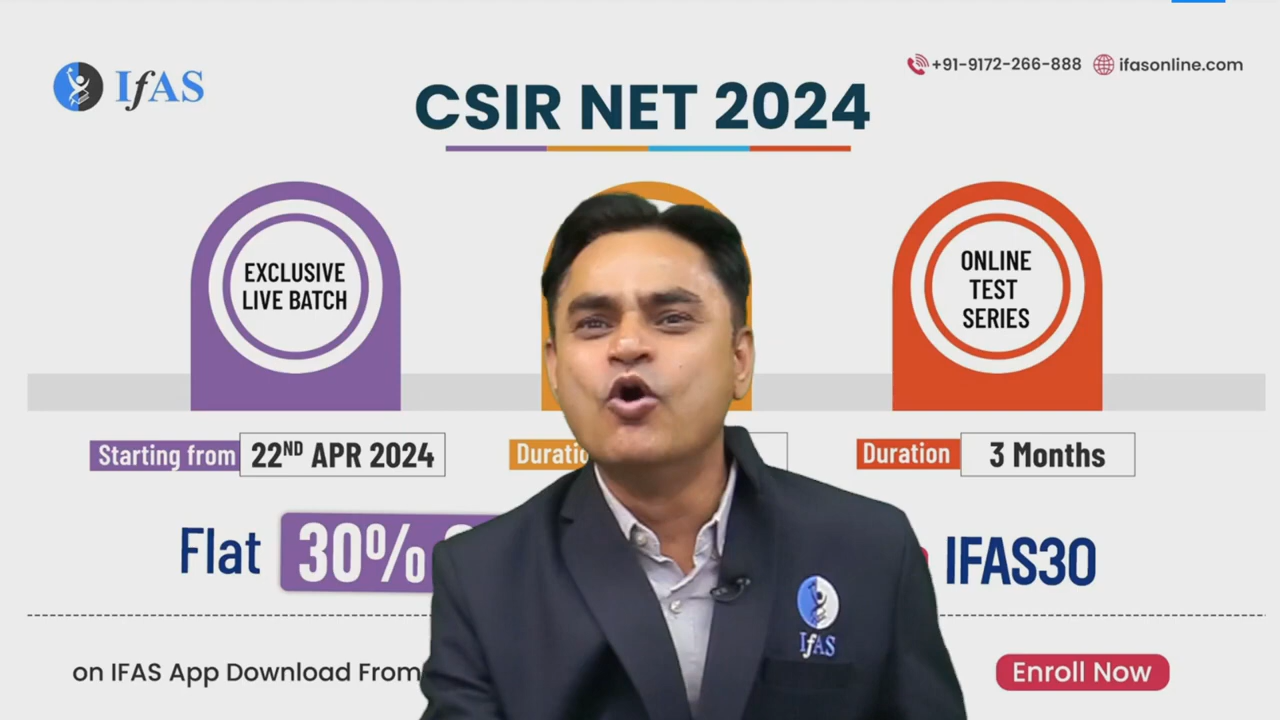 IfAS
+91-9172-266-888 ifasonline.com
CSIR NET 2024
EXCLUSIVE
LIVE BATCH
ONLINE
TEST
SERIES
Starting from 22ND APR 2024
Duration 3 Months
Flat 30%
IFAS30
IfAS
on IFAS App Download From
Enroll Now